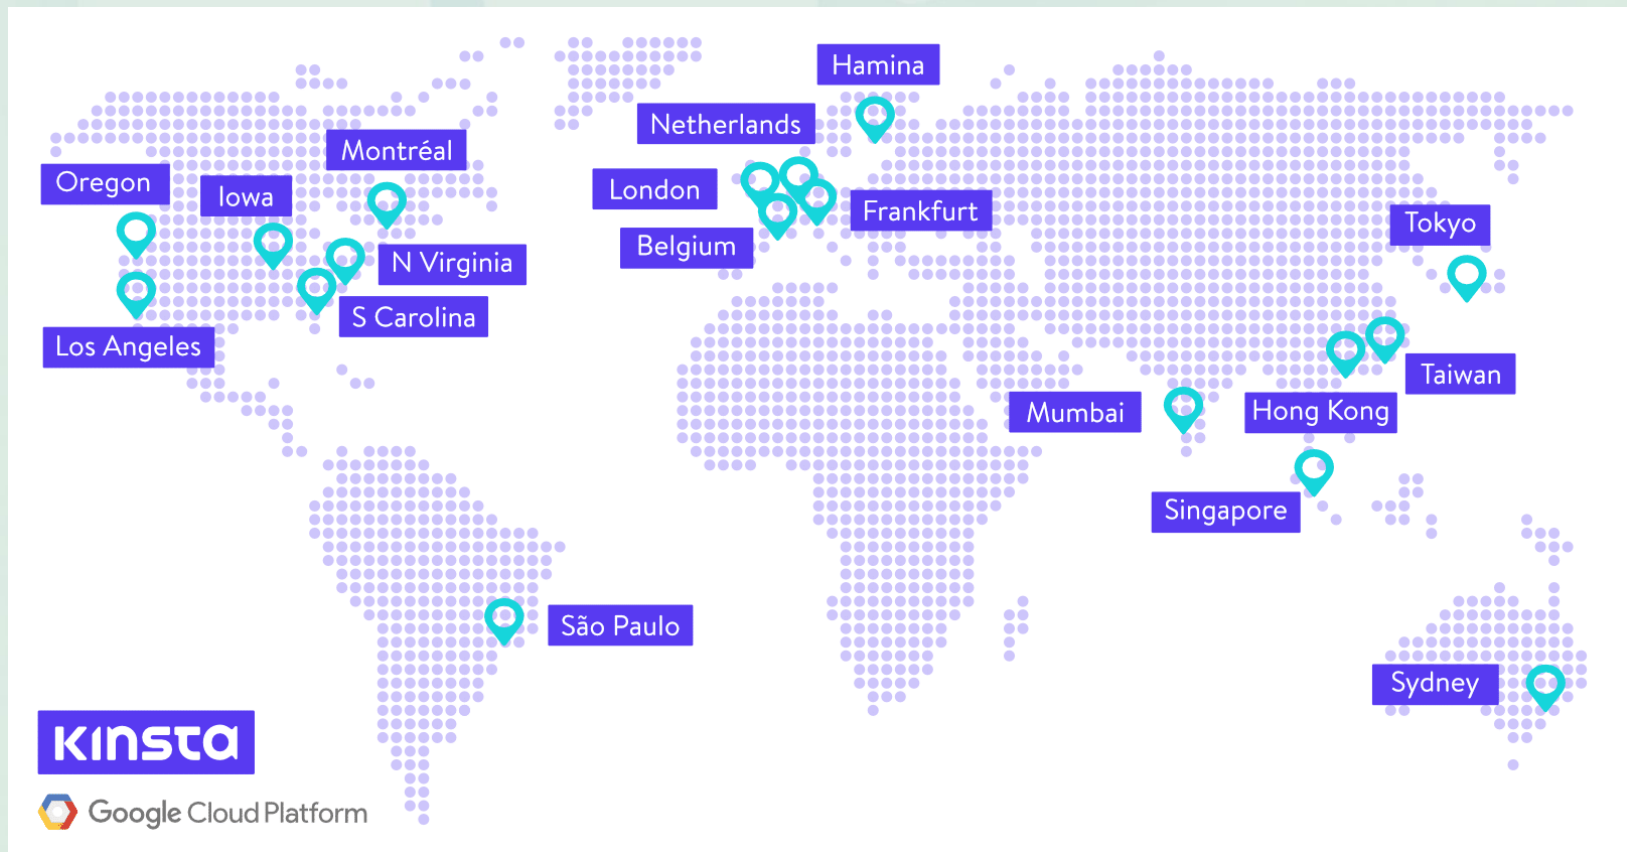 Hamina
Netherlands
Montréal
Oregon
Iowa
London
Frankfurt
Tokyo
Belgium
N Virginia
S Carolina
Los Angeles
Taiwan
Mumbai
Hong Kong
Singapore
São Paulo
Sydney
KINSTA
Google Cloud Platform